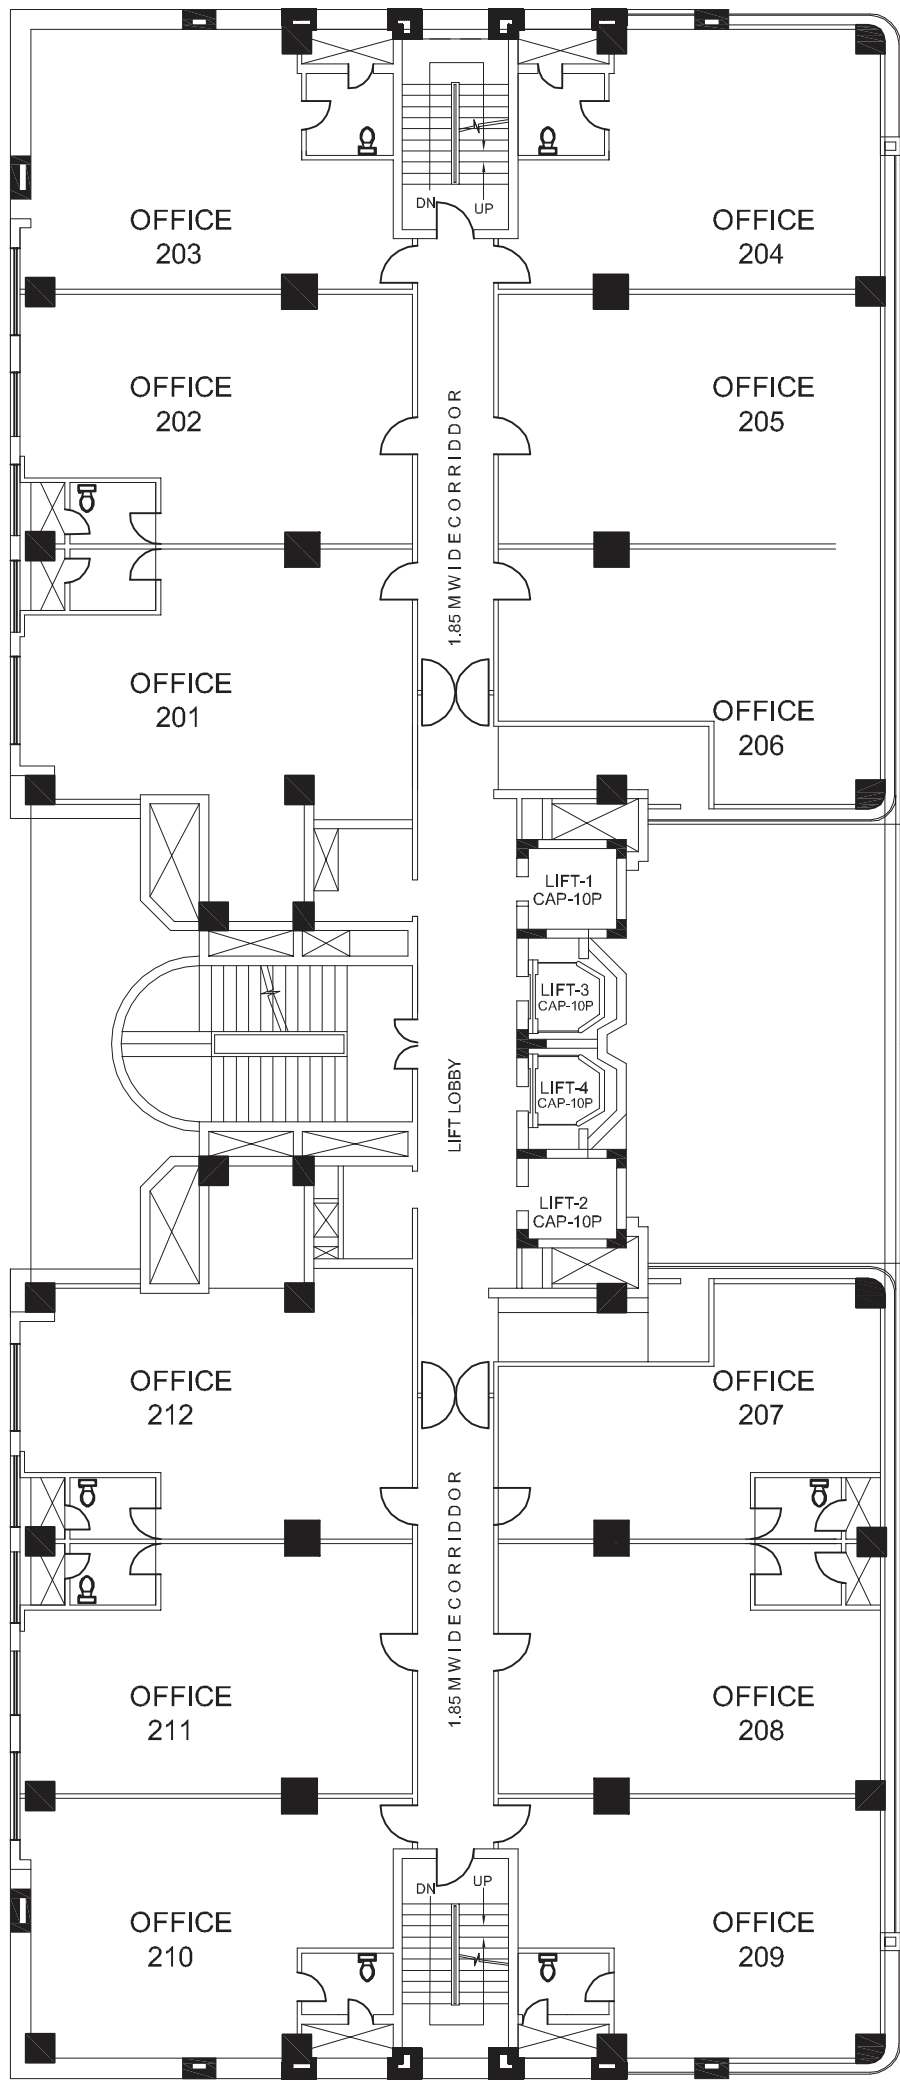 DN
UP
OFFICE
203
OFFICE
204
OFFICE
202
1.85 M WIDE CORRIDDOR
OFFICE
205
OFFICE
201
OFFICE
206
LIFT-1
CAP-10P
LIFT-3
CAP-10P
LIFT LOBBY
LIFT-4
CAP-10P
LIFT-2
CAP-10P
OFFICE
212
OFFICE
207
1.85 M WIDE CORRIDDOR
OFFICE
211
OFFICE
208
DN
UP
OFFICE
210
OFFICE
209